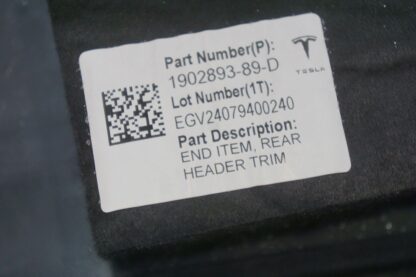 Part Number(P):
1902893-89-D
TESLA
Lot Number(1T):
EGV24079400240
Part Description:
END ITEM, REAR
HEADER TRIM